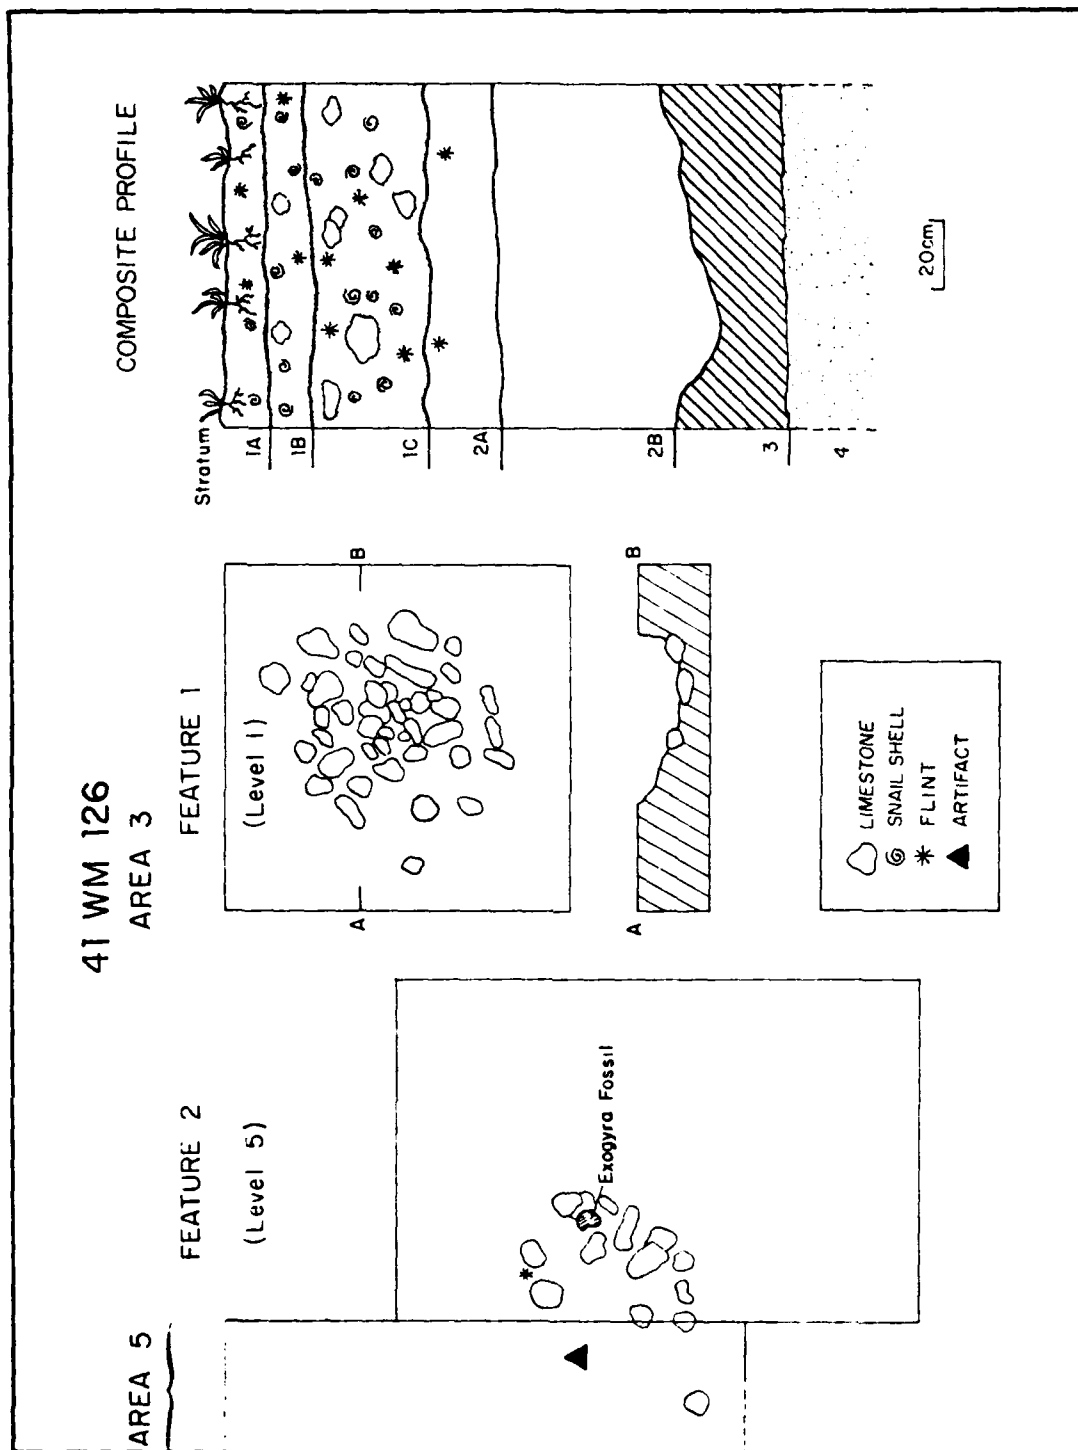 41 WM 126
AREA 3
AREA 5
FEATURE 2
(Level 5)
Exogyra Fossil
FEATURE 1
(Level 1)
A
B
A
B
LIMESTONE
SNAIL SHELL
FLINT
ARTIFACT
COMPOSITE PROFILE
Stratum
1A
1B
1C
2A
2B
3
4
20cm